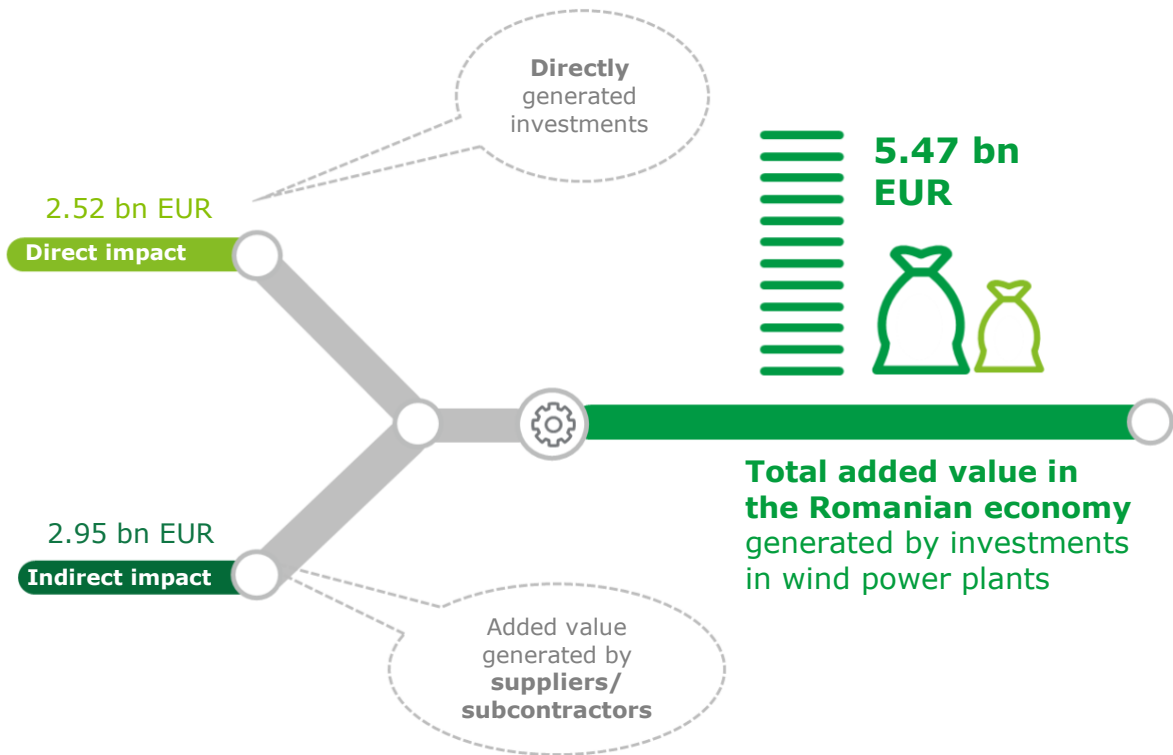 Directly
generated
investments
5.47 bn
EUR
2.52 bn EUR
Direct impact
Total added value in
the Romanian economy
generated by investments
in wind power plants
2.95 bn EUR
Indirect impact
Added value
generated by
suppliers/
subcontractors